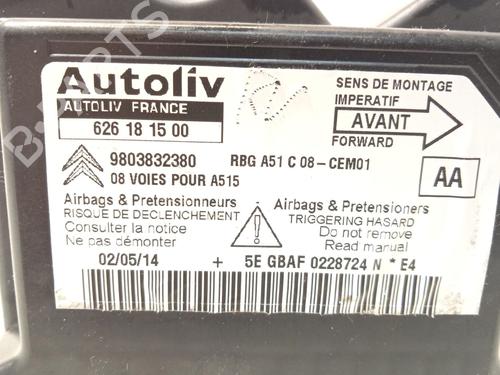 Autoliv
AUTOLIV FRANCE
626 18 15 00
SENS DE MONTAGE
IMPERATIF
AVANT
FORWARD
9803832380 RBG A51 C 08-CEM01
08 VOIES POUR A515
AA
Airbags & Pretensionneurs
RISQUE DE DECLENCHEMENT
Consulter la notice
Ne pas démonter
Airbags & Pretensioners
TRIGGERING HASARD
Do not remove
Read manual
02/05/14 + 5E GBAF 0228724 N * E4